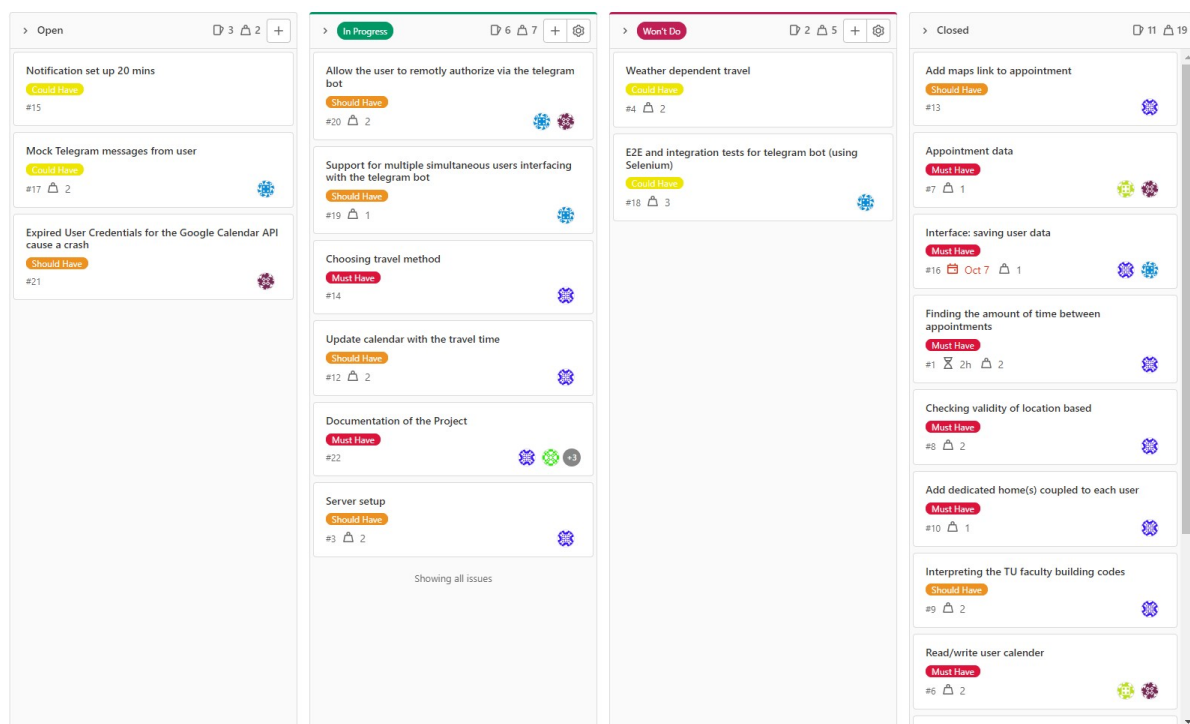 Open 3 2
Notification set up 20 mins
Could Have
#15
Mock Telegram messages from user
Could Have
#17 2
Expired User Credentials for the Google Calendar API
cause a crash
Should Have
#21
In Progress 6 7
Allow the user to remotly authorize via the telegram
bot
Should Have
#20 2
Support for multiple simultaneous users interfacing
with the telegram bot
Should Have
#19 1
Choosing travel method
Must Have
#14
Update calendar with the travel time
Should Have
#12 2
Documentation of the Project
Must Have
#22 +3
Server setup
Should Have
#3 2
Showing all issues
Won't Do 2 5
Weather dependent travel
Could Have
#4 2
E2E and integration tests for telegram bot (using
Selenium)
Could Have
#18 3
Closed 11 19
Add maps link to appointment
Should Have
#13
Appointment data
Must Have
#7 1
Interface: saving user data
Must Have
#16 Oct 7 1
Finding the amount of time between
appointments
Must Have
#1 2h 2
Checking validity of location based
Must Have
#8 2
Add dedicated home(s) coupled to each user
Must Have
#10 1
Interpreting the TU faculty building codes
Should Have
#9 2
Read/write user calender
Must Have
#6 2